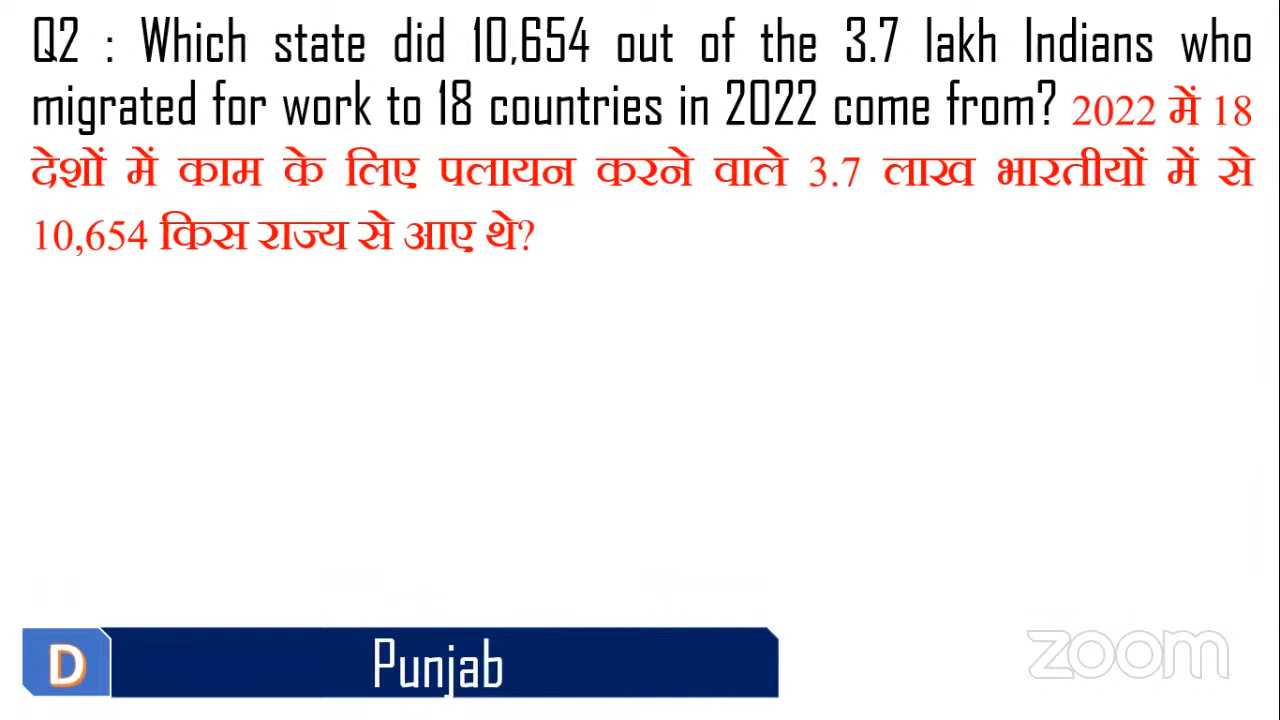 Q2 : Which state did 10,654 out of the 3.7 lakh Indians who
migrated for work to 18 countries in 2022 come from? 2022 में 18
देशों में काम के लिए पलायन करने वाले 3.7 लाख भारतीयों में से
10,654 किस राज्य से आए थे?
D Punjab
zoom